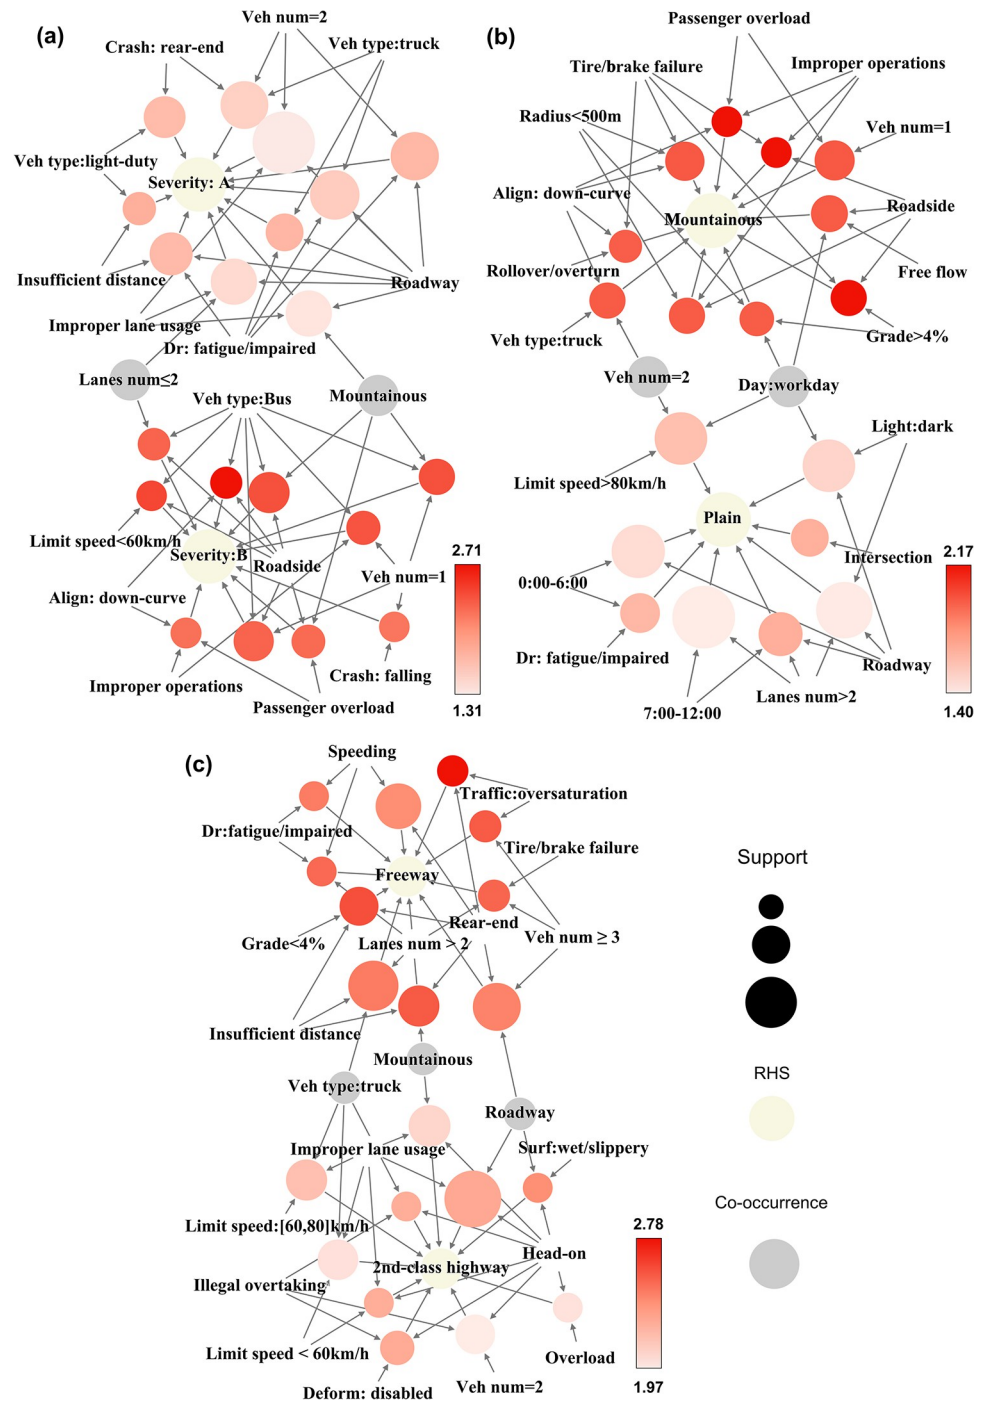 (a)
Veh num=2
Crash: rear-end
Veh type:truck
Veh type:light-duty
Severity: A
Insufficient distance
Roadway
Improper lane usage
Dr: fatigue/impaired
Lanes num≤2
Veh type:Bus
Mountainous
Limit speed<60km/h
Severity:B
Roadside
Veh num=1
Align: down-curve
Improper operations
Crash: falling
Passenger overload
2.71
1.31
(b)
Passenger overload
Tire/brake failure
Improper operations
Radius<500m
Veh num=1
Align: down-curve
Mountainous
Roadside
Rollover/overturn
Free flow
Veh type:truck
Grade>4%
Veh num=2
Day:workday
Light:dark
Limit speed>80km/h
Plain
Intersection
0:00-6:00
Dr: fatigue/impaired
Roadway
Lanes num>2
7:00-12:00
2.17
1.40
(c)
Speeding
Traffic:oversaturation
Dr:fatigue/impaired
Tire/brake failure
Freeway
Rear-end
Grade<4%
Lanes num > 2
Veh num ≥ 3
Insufficient distance
Mountainous
Veh type:truck
Roadway
Improper lane usage
Surf:wet/slippery
Limit speed:[60,80]km/h
Head-on
2nd-class highway
Illegal overtaking
Limit speed < 60km/h
Overload
Deform: disabled
Veh num=2
2.78
1.97
Support
RHS
Co-occurrence